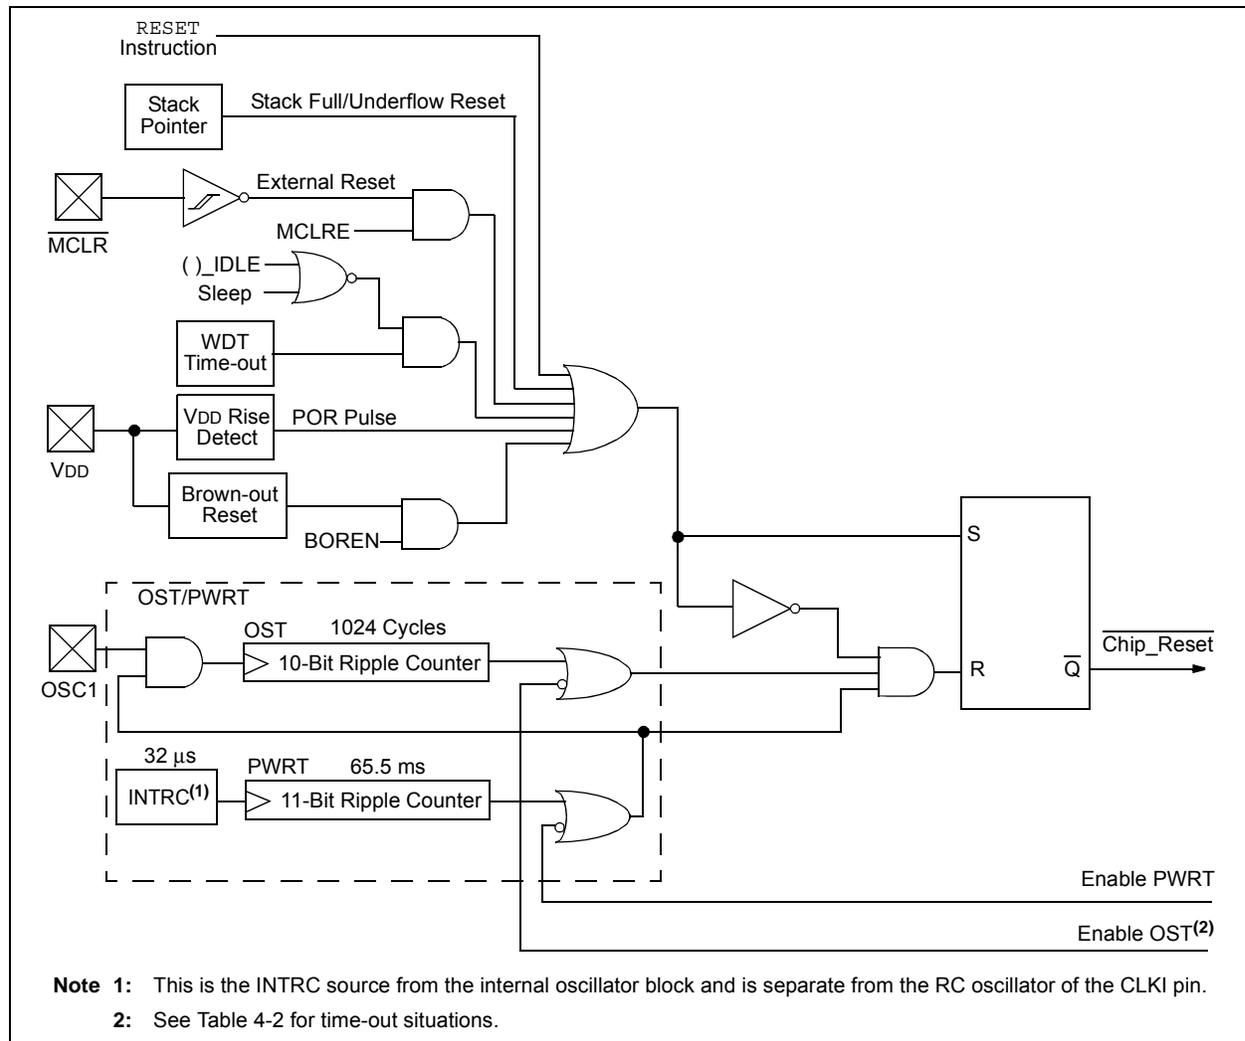 RESET
Instruction
Stack
Pointer
Stack Full/Underflow Reset
External Reset
MCLR
MCLRE
( )_IDLE
Sleep
WDT
Time-out
VDD Rise
Detect
POR Pulse
VDD
Brown-out
Reset
BOREN
S
OST/PWRT
OST
1024 Cycles
10-Bit Ripple Counter
OSC1
Chip_Reset
R
Q
32 μs
PWRT
65.5 ms
INTRC(1)
11-Bit Ripple Counter
Enable PWRT
Enable OST(2)
Note 1: This is the INTRC source from the internal oscillator block and is separate from the RC oscillator of the CLKI pin.
2: See Table 4-2 for time-out situations.